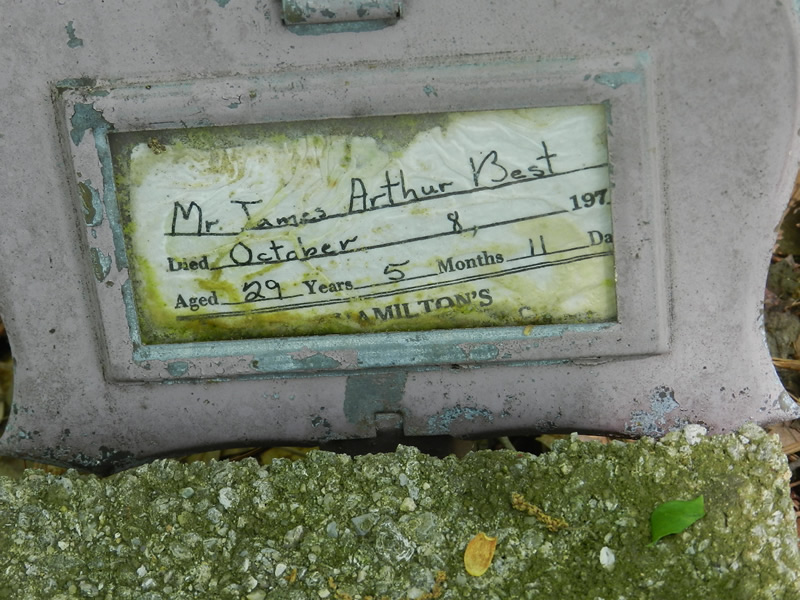 Mr. James Arthur Best
Died October 8, 197
Aged 29 Years 5 Months 11 Da
AMILTON'S